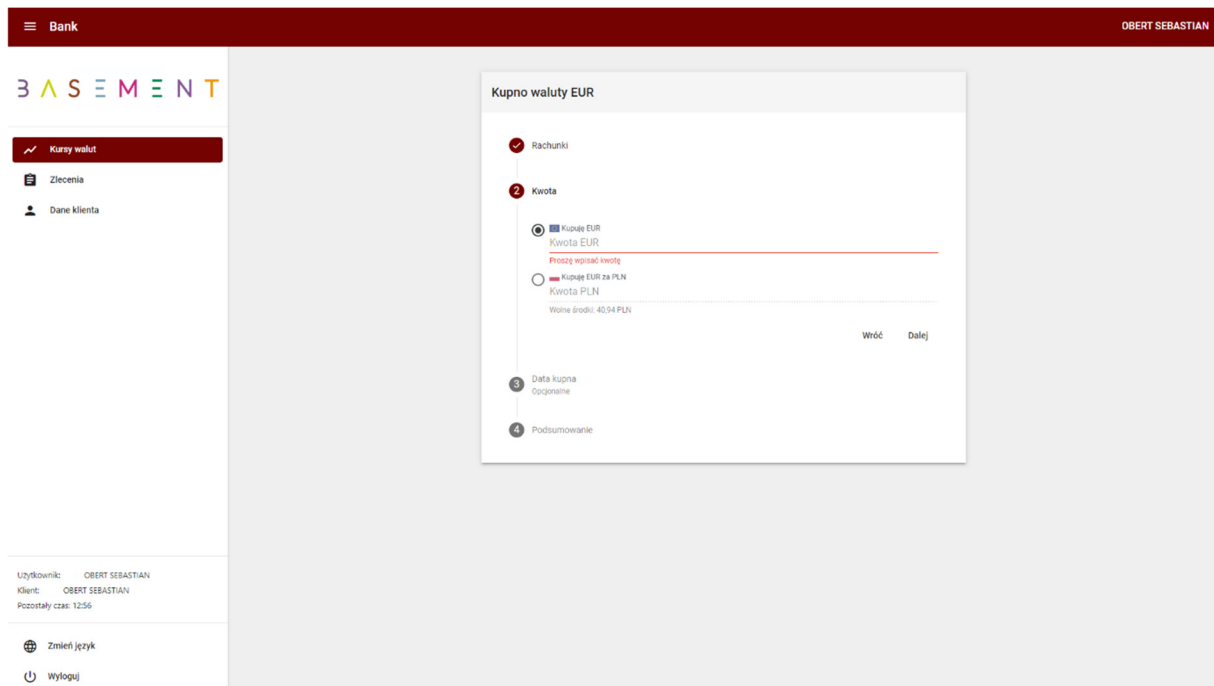 Bank
OBERT SEBASTIAN
BASEMENT
Kursy walut
Zlecenia
Dane klienta
Kupno waluty EUR
Rachunki
2 Kwota
Kupuję EUR
Kwota EUR
Proszę wpisać kwotę
Kupuję EUR za PLN
Kwota PLN
Wolne środki: 40,94 PLN
Wróć Dalej
3 Data kupna
Opcjonalne
4 Podsumowanie
Użytkownik: OBERT SEBASTIAN
Klient: OBERT SEBASTIAN
Pozostały czas: 12:56
Zmień język
Wyloguj